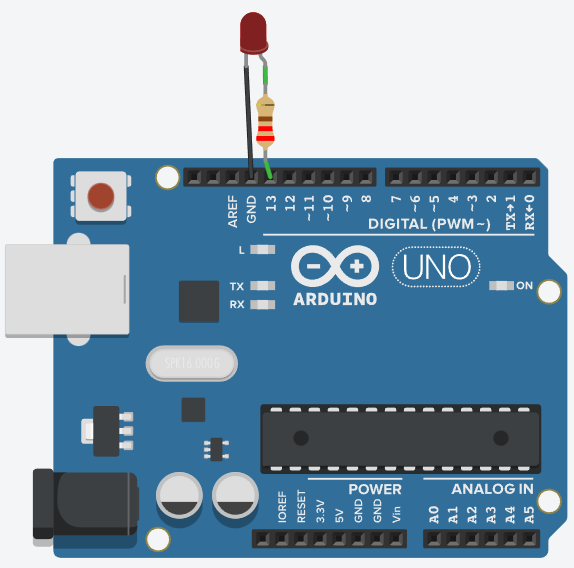 AREF
GND
13
12
~11
~10
~9
8
7
~6
~5
4
~3
2
TX→1
RX←0
DIGITAL (PWM~)
L
TX
RX
ARDUINO
UNO
ON
SPK16.000G
POWER
ANALOG IN
IOREF
RESET
3.3V
5V
GND
GND
Vin
A0
A1
A2
A3
A4
A5